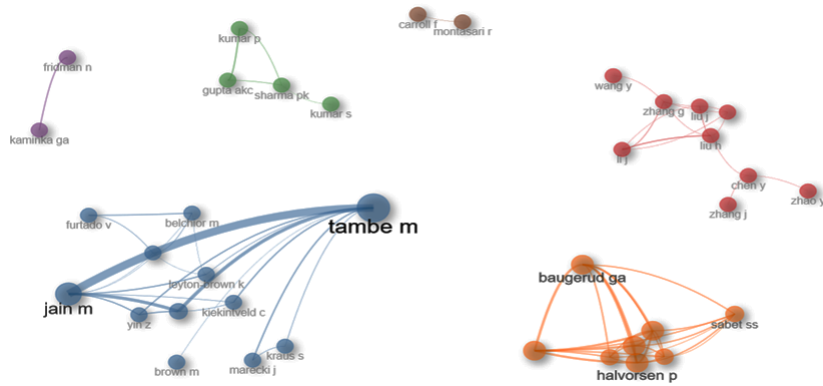 carroll f
montasari r
kumar p
fridman n
wang y
gupta akc
sharma pk
kumar s
zhang g
liu j
kaminka ga
liu h
li j
chen y
zhang j
zhao y
furtado v
belchior m
tambe m
leyton-brown k
baugerud ga
jain m
kiekintveld c
yin z
sabet ss
kraus s
marecki j
brown m
halvorsen p